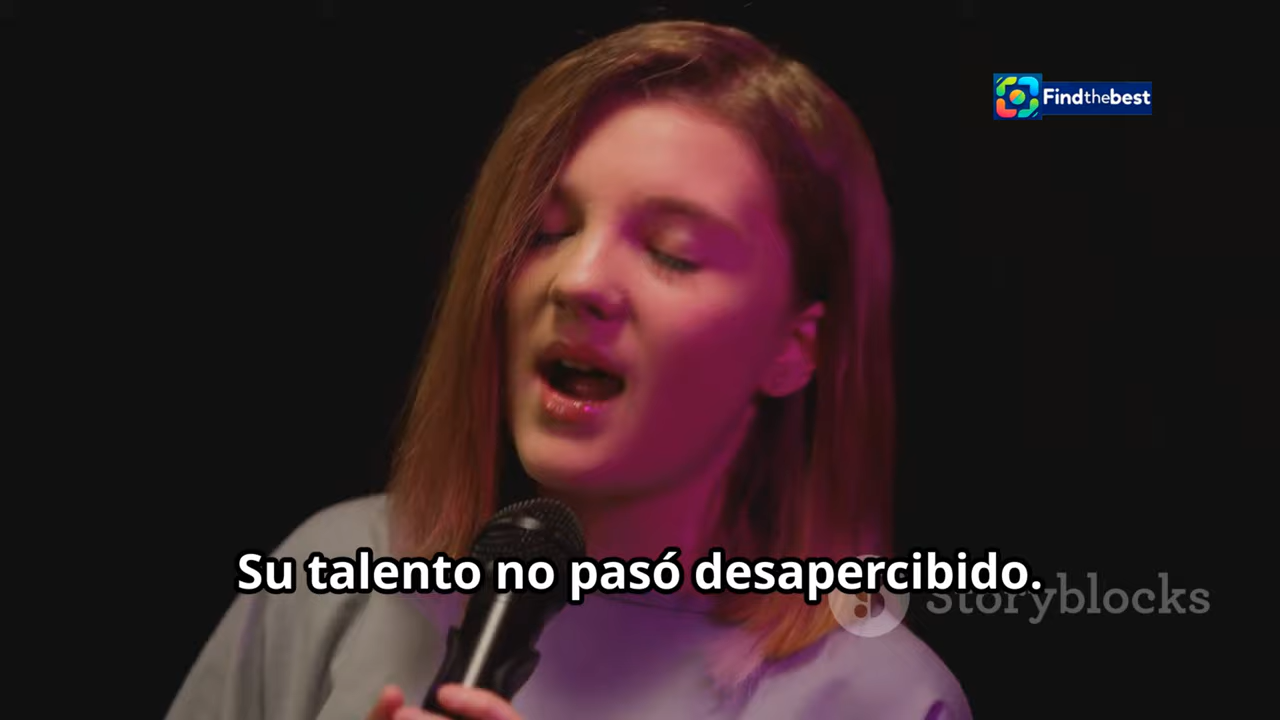 Findthebest
Su talento no pasó desapercibido.
Storyblocks